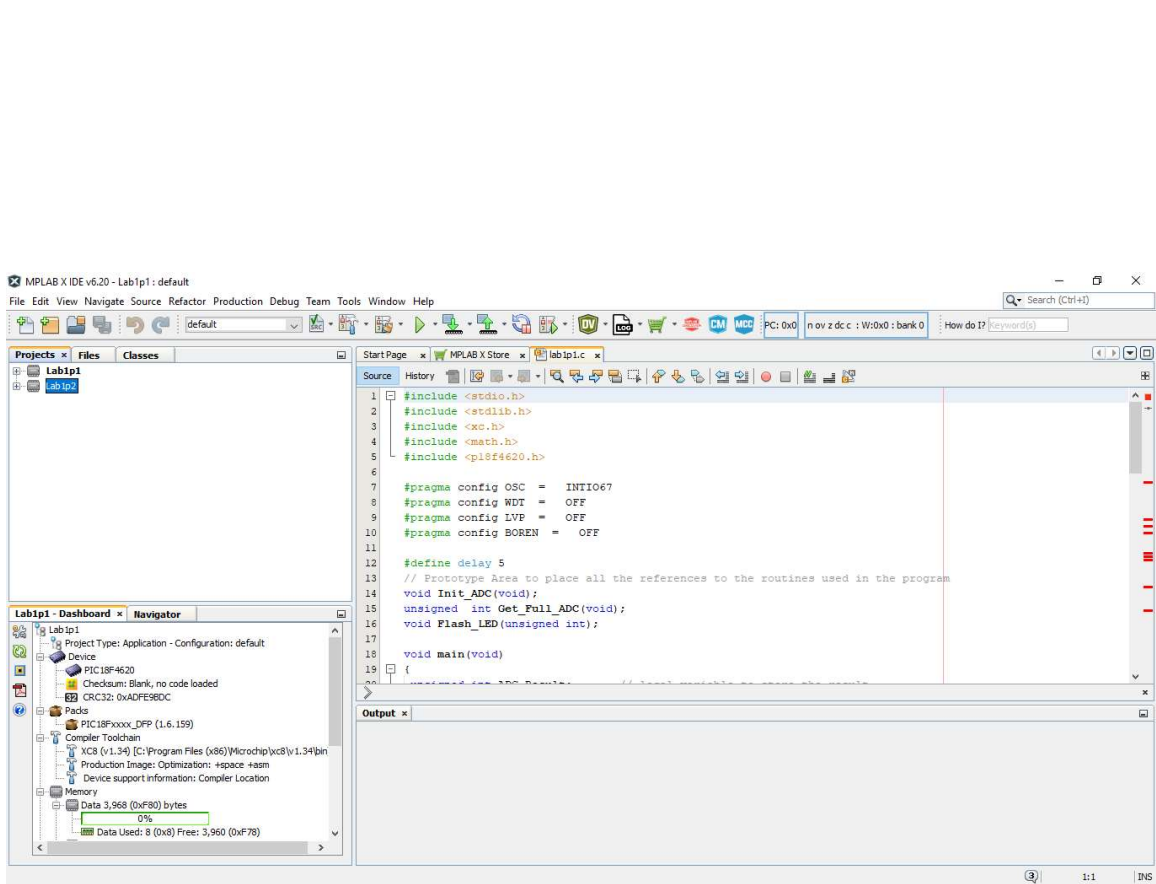 MPLAB X IDE v6.20 - Lab1p1 : default
File Edit View Navigate Source Refactor Production Debug Team Tools Window Help
Search (Ctrl+I)
default
PC: 0x0
n ov z dc c : W:0x0 : bank 0
How do I? Keyword(s)
Projects Files Classes
Lab1p1
Lab1p2
Start Page MPLAB X Store lab1p1.c
Source History
1 #include <stdio.h>
2 #include <stdlib.h>
3 #include <xc.h>
4 #include <math.h>
5 #include <p18f4620.h>
6
7 #pragma config OSC = INTIO67
8 #pragma config WDT = OFF
9 #pragma config LVP = OFF
10 #pragma config BOREN = OFF
11
12 #define delay 5
13 // Prototype Area to place all the references to the routines used in the program
14 void Init_ADC(void);
15 unsigned int Get_Full_ADC(void);
16 void Flash_LED(unsigned int);
17
18 void main(void)
19 {
Lab1p1 - Dashboard Navigator
Lab1p1
Project Type: Application - Configuration: default
Device
PIC18F4620
Checksum: Blank, no code loaded
CRC32: 0xADFE9BDC
Packs
PIC18Fxxxx_DFP (1.6.159)
Compiler Toolchain
XC8 (v1.34) [C:\Program Files (x86)\Microchip\xc8\v1.34\bin
Production Image: Optimization: +space +asm
Device support information: Compiler Location
Memory
Data 3,968 (0xF80) bytes
0%
Data Used: 8 (0x8) Free: 3,960 (0xF78)
Output
3 1:1 INS